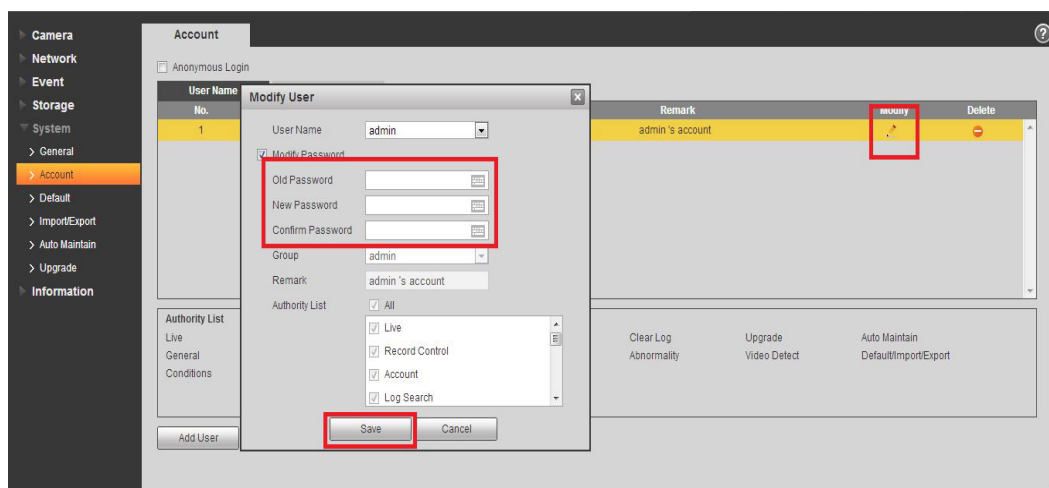 Account
Camera
Network
Event
Storage
System
General
Account
Default
Import/Export
Auto Maintain
Upgrade
Information
Anonymous Login
User Name
No.
Remark
Modify
Delete
1
admin 's account
Modify User
User Name
admin
Modify Password
Old Password
New Password
Confirm Password
Group
admin
Remark
admin 's account
Authority List
All
Live
Record Control
Account
Log Search
Save
Cancel
Authority List
Live
Clear Log
Upgrade
Auto Maintain
General
Abnormality
Video Detect
Default/Import/Export
Conditions
Add User